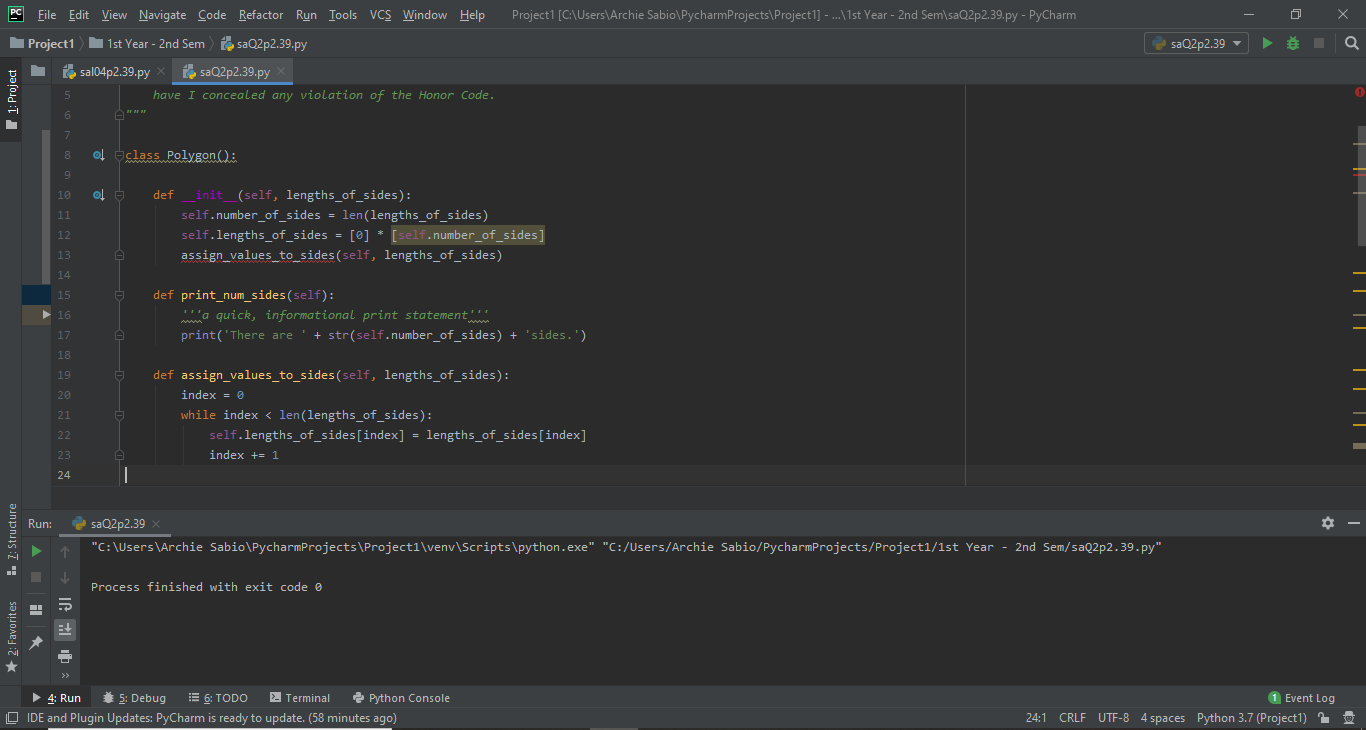 PC File Edit View Navigate Code Refactor Run Tools VCS Window Help Project1 [C:\Users\Archie Sabio\PycharmProjects\Project1] - ...\1st Year - 2nd Sem\saQ2p2.39.py - PyCharm
Project1 1st Year - 2nd Sem saQ2p2.39.py saQ2p2.39
1: Project
sal04p2.39.py saQ2p2.39.py
5 have I concealed any violation of the Honor Code.
6 """
7
8 class Polygon():
9
10 def __init__(self, lengths_of_sides):
11 self.number_of_sides = len(lengths_of_sides)
12 self.lengths_of_sides = [0] * [self.number_of_sides]
13 assign_values_to_sides(self, lengths_of_sides)
14
15 def print_num_sides(self):
16 '''a quick, informational print statement'''
17 print('There are ' + str(self.number_of_sides) + 'sides.')
18
19 def assign_values_to_sides(self, lengths_of_sides):
20 index = 0
21 while index < len(lengths_of_sides):
22 self.lengths_of_sides[index] = lengths_of_sides[index]
23 index += 1
24
7: Structure
2: Favorites
Run: saQ2p2.39
"C:\Users\Archie Sabio\PycharmProjects\Project1\venv\Scripts\python.exe" "C:/Users/Archie Sabio/PycharmProjects/Project1/1st Year - 2nd Sem/saQ2p2.39.py"
Process finished with exit code 0
4: Run 5: Debug 6: TODO Terminal Python Console 1 Event Log
IDE and Plugin Updates: PyCharm is ready to update. (58 minutes ago) 24:1 CRLF UTF-8 4 spaces Python 3.7 (Project1)